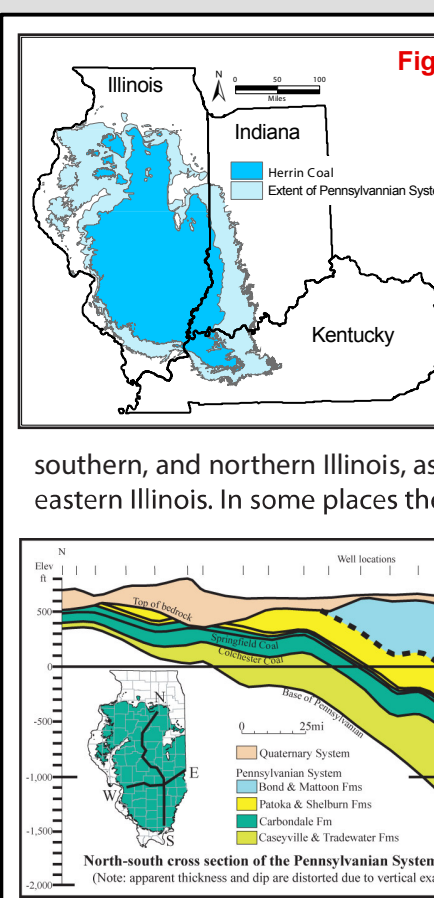 Fig
Illinois
N
0 50 100
Miles
Indiana
Herrin Coal
Extent of Pennsylvannian Syste
Kentucky
southern, and northern Illinois, as
eastern Illinois. In some places the
N
Elev
ft
Well locations
500
Top of bedrock
Springfield Coal
Colchester Coal
0
Base of Pennsylvanian
-500
N
0 25mi
E
W
S
Quaternary System
Pennsylvanian System
Bond & Mattoon Fms
Patoka & Shelburn Fms
Carbondale Fm
Caseyville & Tradewater Fms
-1,000
-1,500
North-south cross section of the Pennsylvanian System
(Note: apparent thickness and dip are distorted due to vertical exa
-2,000